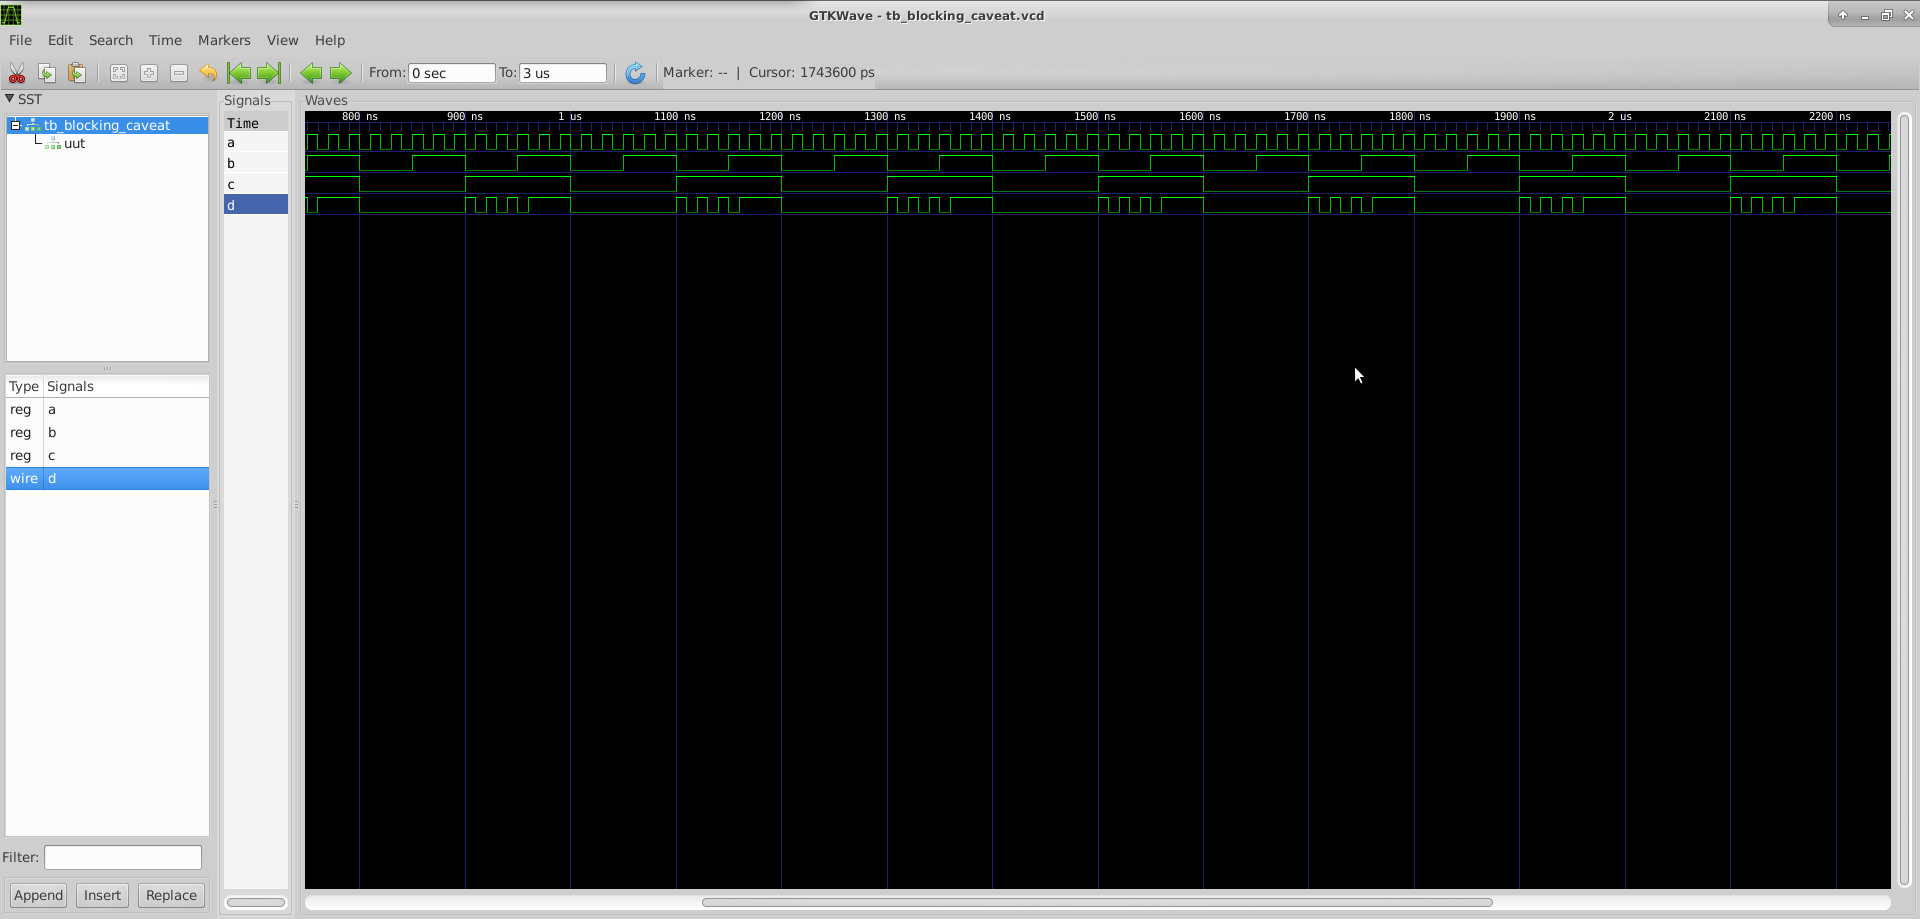 GTKWave - tb_blocking_caveat.vcd
File Edit Search Time Markers View Help
From: 0 sec To: 3 us Marker: -- | Cursor: 1743600 ps
SST
tb_blocking_caveat
uut
Type Signals
reg a
reg b
reg c
wire d
Filter:
Append Insert Replace
Signals
Time
a
b
c
d
Waves
800 ns 900 ns 1 us 1100 ns 1200 ns 1300 ns 1400 ns 1500 ns 1600 ns 1700 ns 1800 ns 1900 ns 2 us 2100 ns 2200 ns